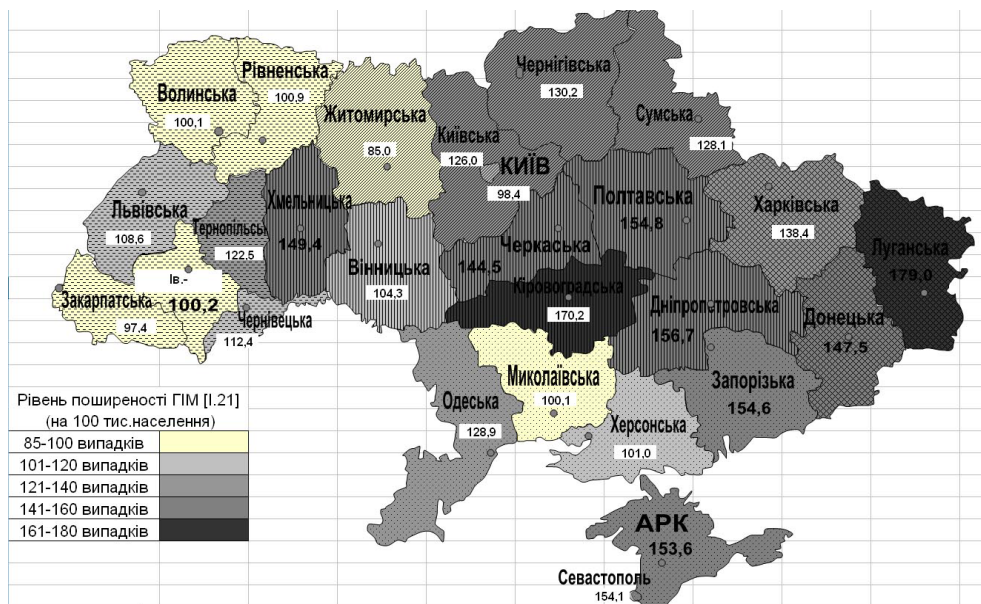 Чернігівська
130,2
Рівненська
100,9
Волинська
100,1
Житомирська
85,0
Київська
126,0
Сумська
128,1
КИЇВ
98,4
Львівська
108,6
Тернопільсь
122,5
Хмельницька
149,4
Полтавська
154,8
Харківська
138,4
Луганська
179,0
Черкаська
144,5
Вінницька
104,3
Ів.-
100,2
Закарпатська
97,4
Чернівецька
112,4
Кіровоградська
170,2
Дніпропетровська
156,7
Донецька
147,5
Миколаївська
100,1
Запорізька
154,6
Одеська
128,9
Херсонська
101,0
АРК
153,6
Севастополь
154,1
Рівень поширеності ГІМ [І.21]
(на 100 тис.населення)
85-100 випадків
101-120 випадків
121-140 випадків
141-160 випадків
161-180 випадків